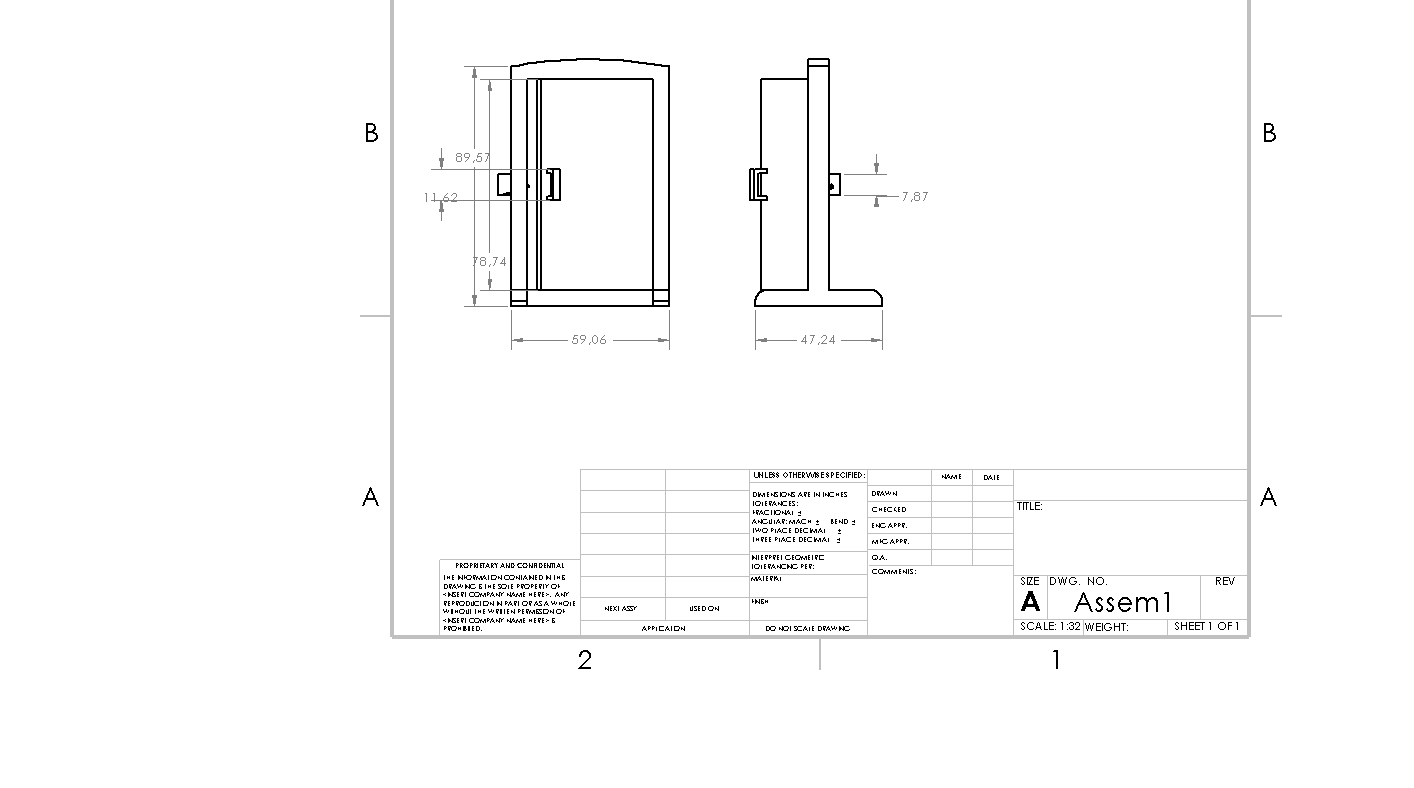 B
B
89,57
11,62
7,87
78,74
59,06
47,24
A
A
UNLESS OTHERWISE SPECIFIED:
DIMENSIONS ARE IN INCHES
TOLERANCES:
FRACTIONAL ±
ANGULAR: MACH ± BEND ±
TWO PLACE DECIMAL ±
THREE PLACE DECIMAL ±
INTERPRET GEOMETRIC
TOLERANCING PER:
MATERIAL
FINISH
DO NOT SCALE DRAWING
NAME DATE
DRAWN
CHECKED
ENG APPR.
MFG APPR.
Q.A.
COMMENTS:
TITLE:
SIZE DWG. NO. REV
A Assem1
SCALE: 1:32 WEIGHT: SHEET 1 OF 1
PROPRIETARY AND CONFIDENTIAL
THE INFORMATION CONTAINED IN THIS
DRAWING IS THE SOLE PROPERTY OF
<INSERT COMPANY NAME HERE>. ANY
REPRODUCTION IN PART OR AS A WHOLE
WITHOUT THE WRITTEN PERMISSION OF
<INSERT COMPANY NAME HERE> IS
PROHIBITED.
NEXT ASSY USED ON
APPLICATION
2 1